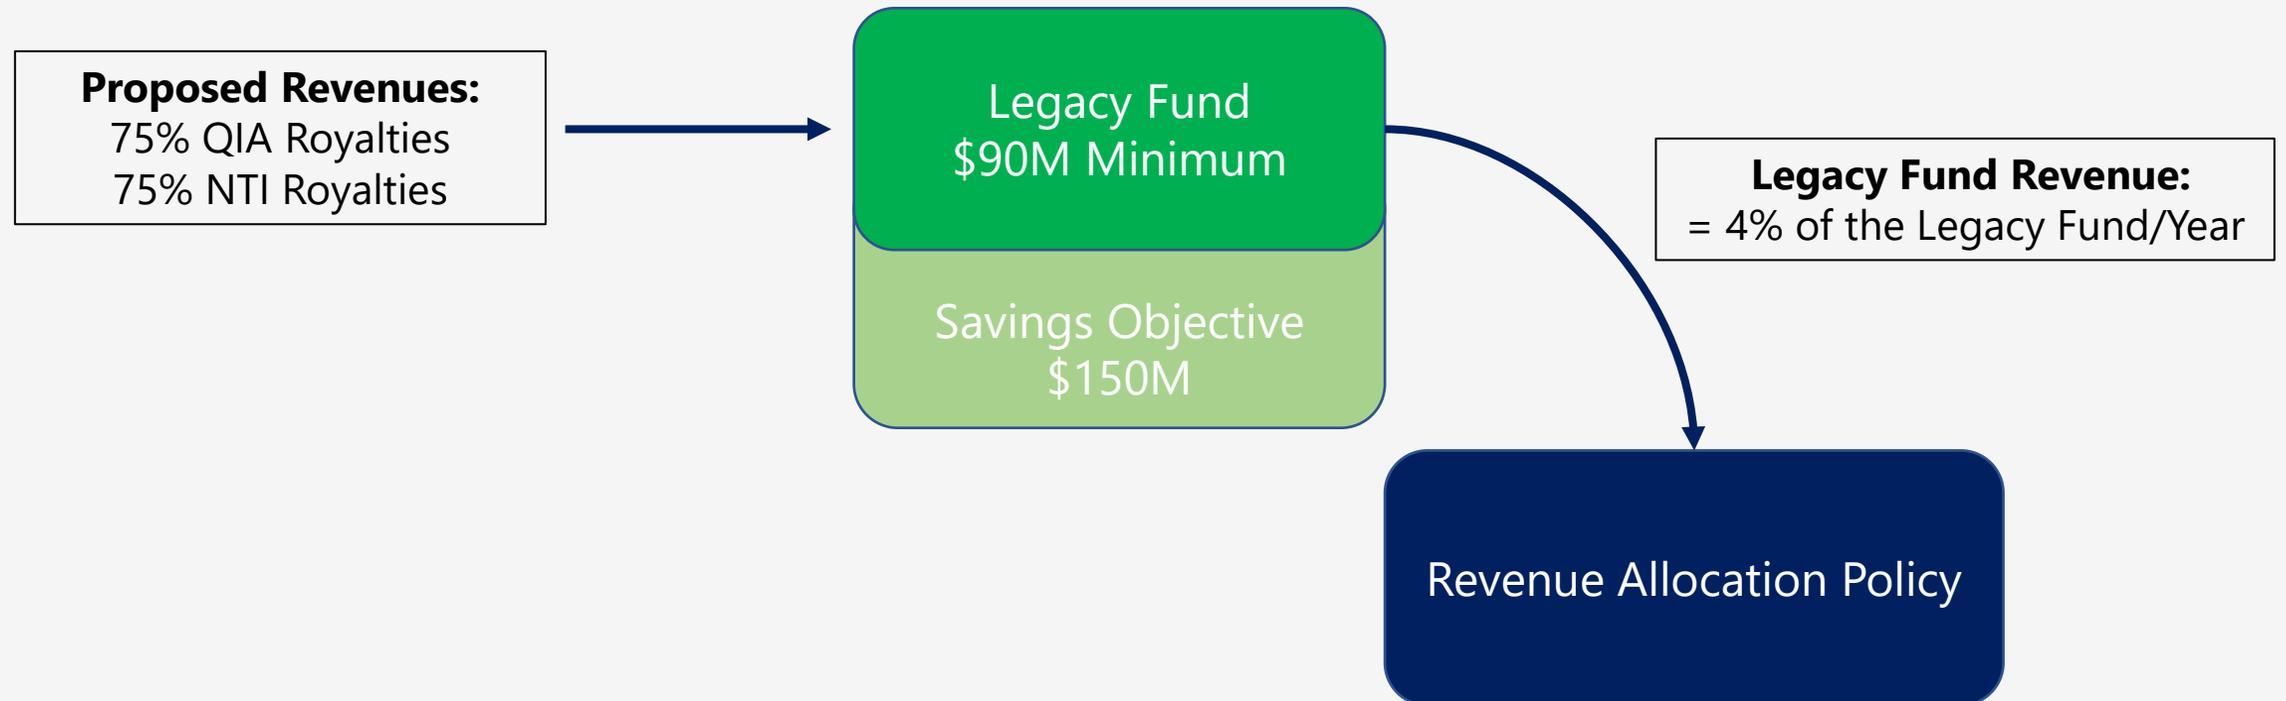 Proposed Revenues:
75% QIA Royalties
75% NTI Royalties
Legacy Fund
$90M Minimum
Savings Objective
$150M
Legacy Fund Revenue:
= 4% of the Legacy Fund/Year
Revenue Allocation Policy